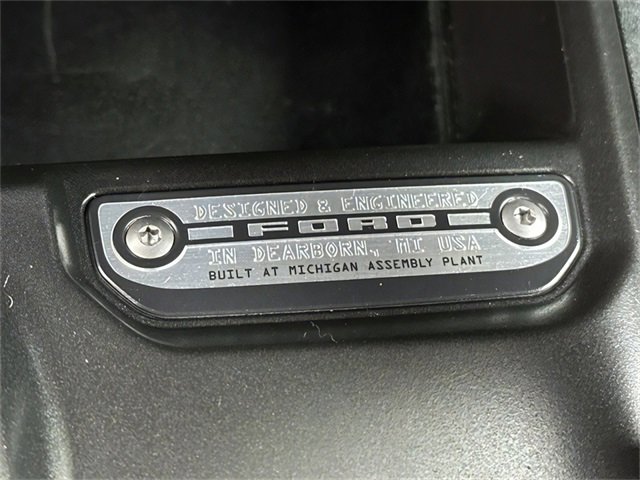 DESIGNED & ENGINEERED
FORD
IN DEARBORN, MI USA
BUILT AT MICHIGAN ASSEMBLY PLANT